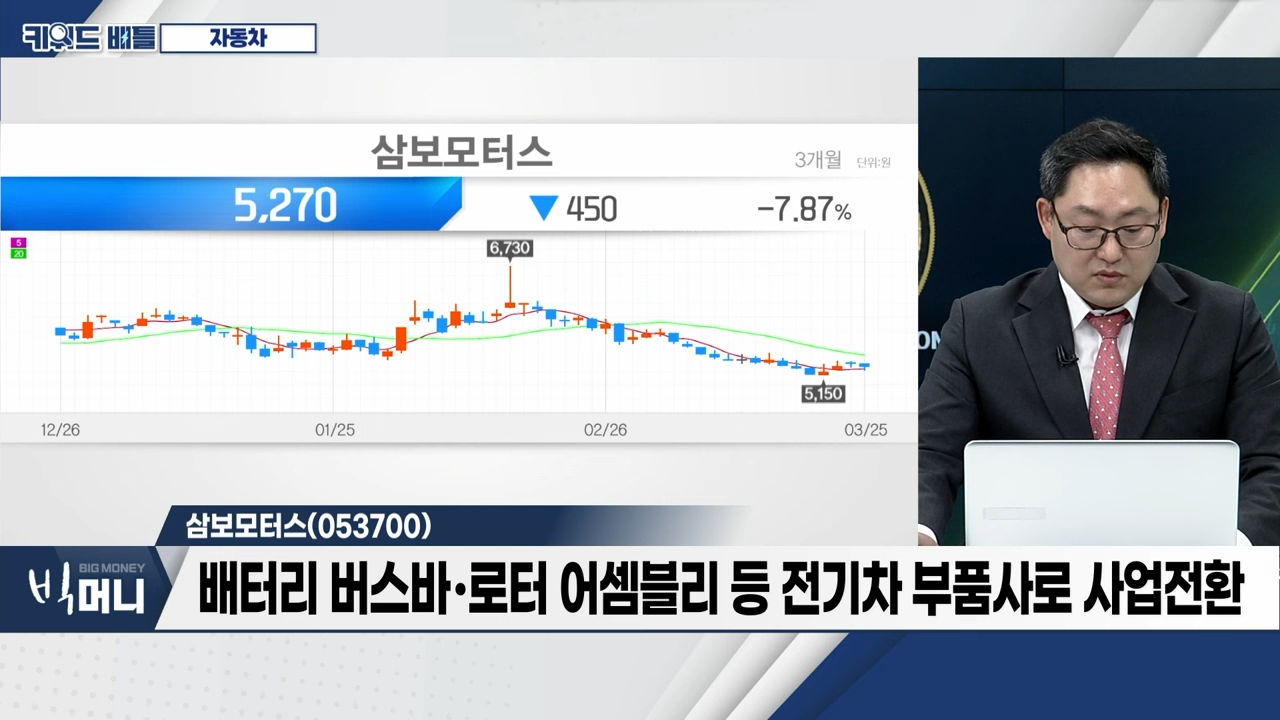 키워드 배틀
자동차
삼보모터스
3개월 단위:원
5,270 ▼ 450 -7.87%
5
20
6,730
5,150
12/26 01/25 02/26 03/25
삼보모터스(053700)
BIG MONEY
빅머니
배터리 버스바·로터 어셈블리 등 전기차 부품사로 사업전환